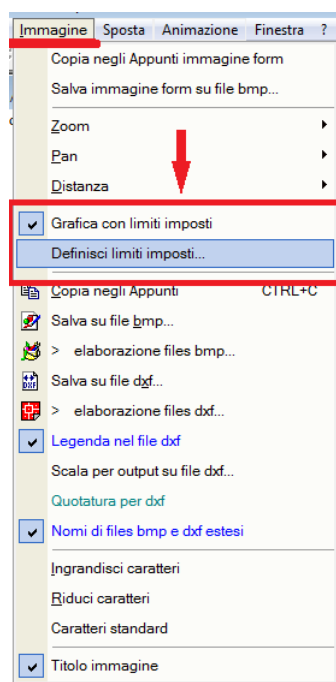 Immagine Sposta Animazione Finestra ?
Copia negli Appunti immagine form
Salva immagine form su file bmp...
Zoom
Pan
Distanza
Grafica con limiti imposti
Definisci limiti imposti...
Copia negli Appunti CTRL+C
Salva su file bmp...
> elaborazione files bmp...
DXF Salva su file dxf...
> elaborazione files dxf...
Legenda nel file dxf
Scala per output su file dxf...
Quotatura per dxf
Nomi di files bmp e dxf estesi
Ingrandisci caratteri
Riduci caratteri
Caratteri standard
Titolo immagine